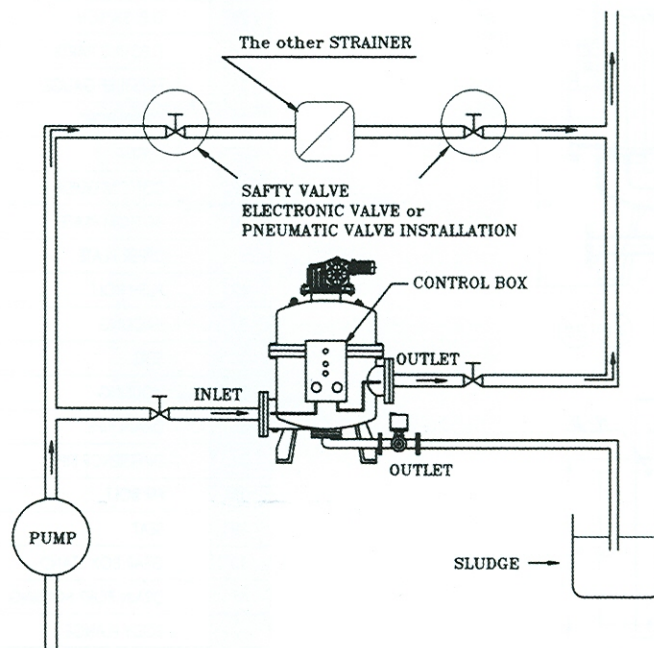 The other STRAINER
SAFTY VALVE
ELECTRONIC VALVE or
PNEUMATIC VALVE INSTALLATION
CONTROL BOX
OUTLET
INLET
OUTLET
PUMP
SLUDGE